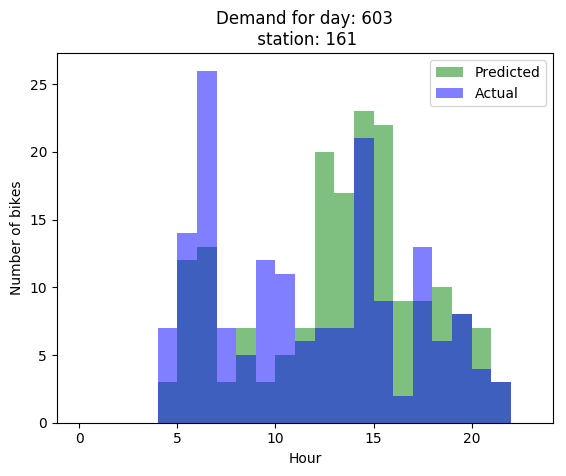 Demand for day: 603
station: 161
Predicted
Actual
Number of bikes
25
20
15
10
5
0
0
5
10
15
20
Hour